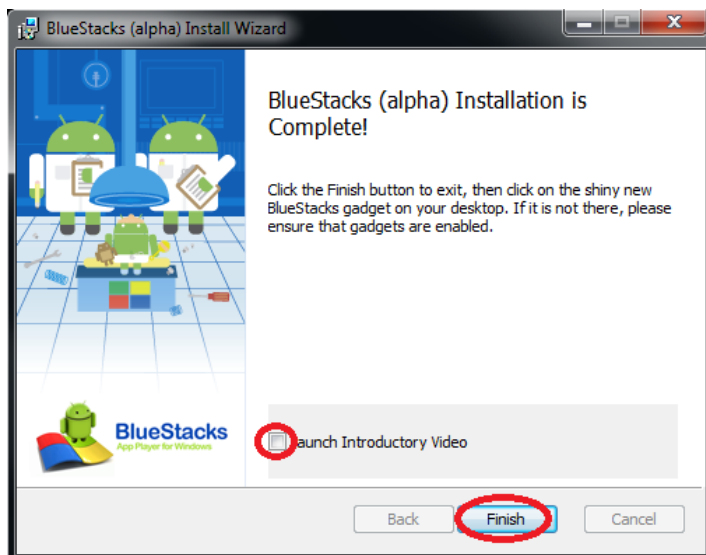 BlueStacks (alpha) Install Wizard
BlueStacks (alpha) Installation is
Complete!
Click the Finish button to exit, then click on the shiny new
BlueStacks gadget on your desktop. If it is not there, please
ensure that gadgets are enabled.
BlueStacks
App Player for Windows
aunch Introductory Video
Back Finish Cancel